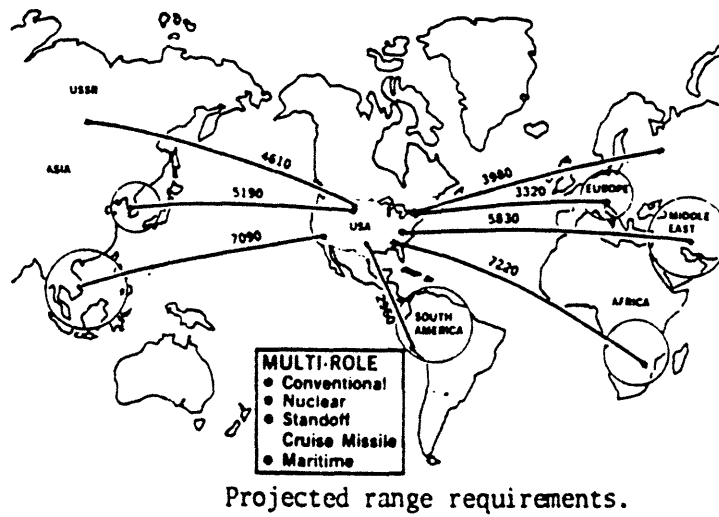 USSR
ASIA
4610
5190
7090
USA
3980
3320
EUROPE
5830
MIDDLE
EAST
7220
AFRICA
SOUTH
AMERICA
MULTI-ROLE
• Conventional
• Nuclear
• Standoff
Cruise Missile
• Maritime
Projected range requirements.